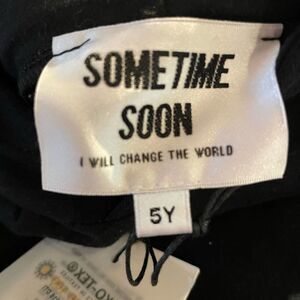 SOMETIME
SOON
I WILL CHANGE THE WORLD
5Y